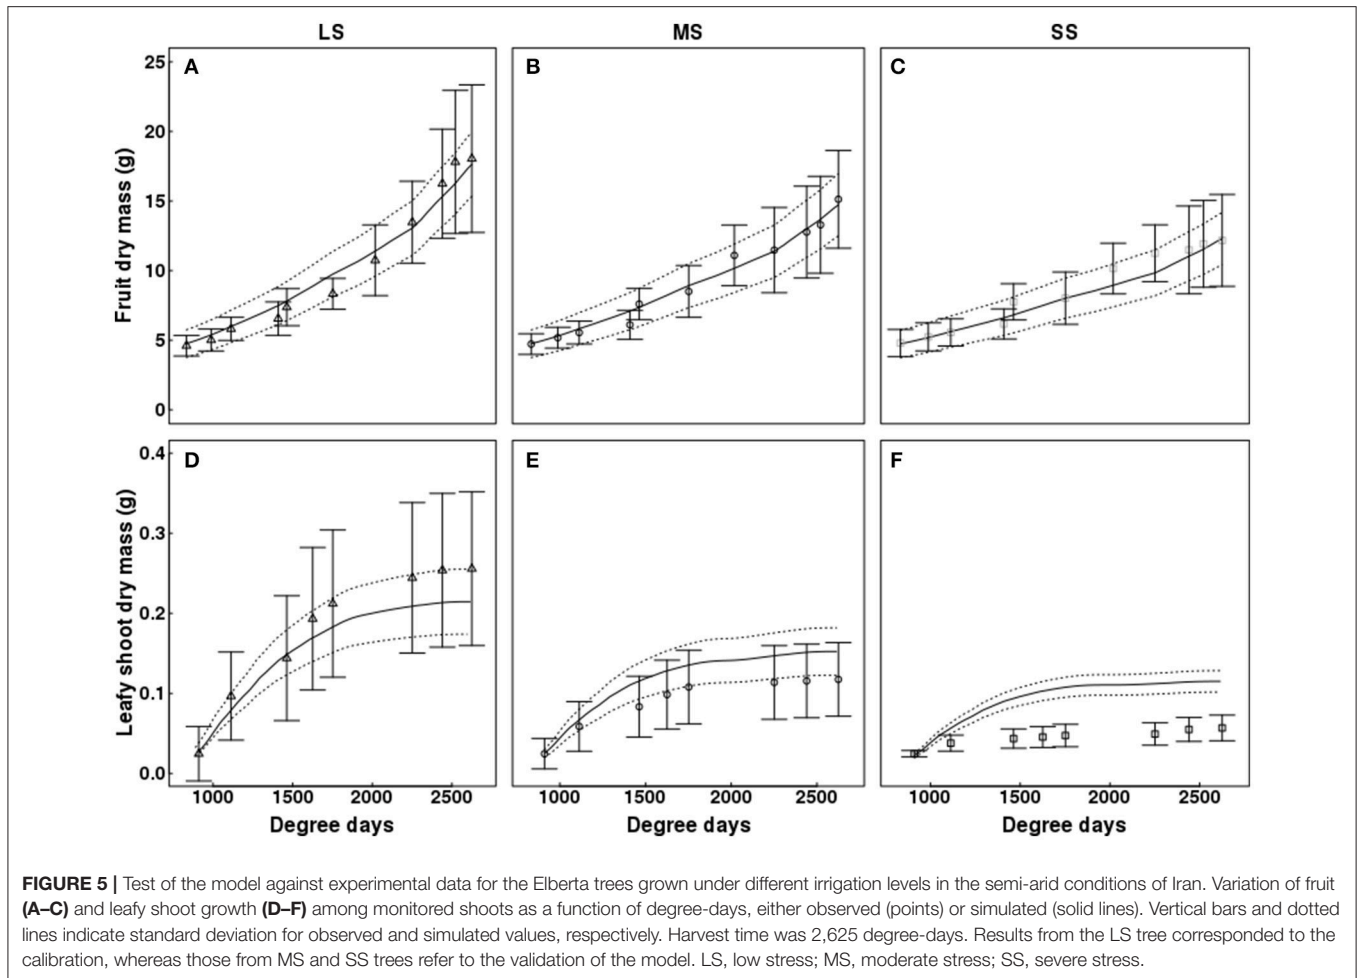 LS MS SS
A B C
25
20
15
10
5
0
Fruit dry mass (g)
D E F
0.4
0.3
0.2
0.1
0.0
Leafy shoot dry mass (g)
1000 1500 2000 2500 1000 1500 2000 2500 1000 1500 2000 2500
Degree days Degree days Degree days
FIGURE 5 | Test of the model against experimental data for the Elberta trees grown under different irrigation levels in the semi-arid conditions of Iran. Variation of fruit
(A–C) and leafy shoot growth (D–F) among monitored shoots as a function of degree-days, either observed (points) or simulated (solid lines). Vertical bars and dotted
lines indicate standard deviation for observed and simulated values, respectively. Harvest time was 2,625 degree-days. Results from the LS tree corresponded to the
calibration, whereas those from MS and SS trees refer to the validation of the model. LS, low stress; MS, moderate stress; SS, severe stress.